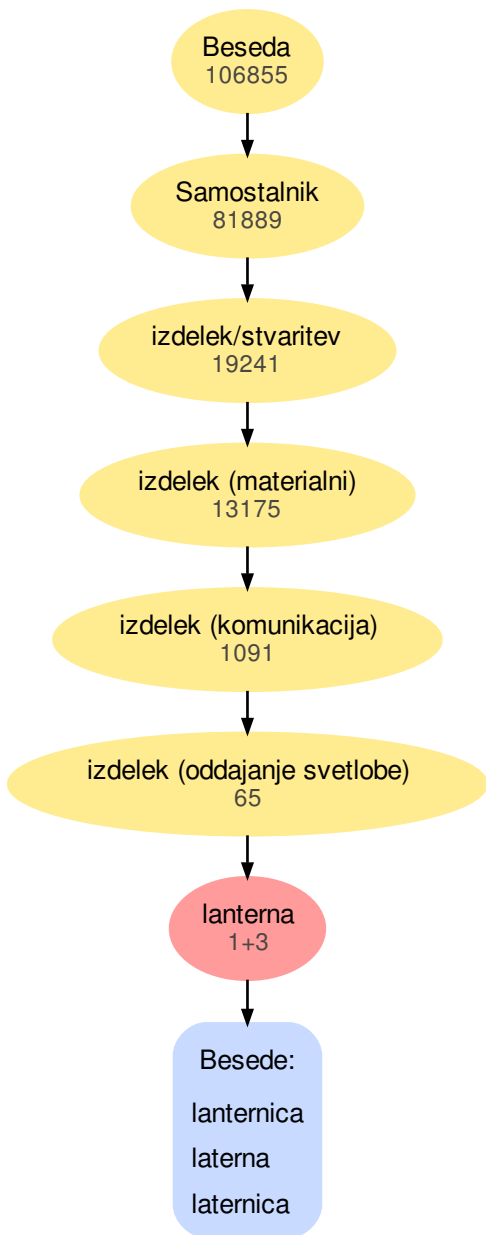 Beseda
106855
Samostalnik
81889
izdelek/stvaritev
19241
izdelek (materialni)
13175
izdelek (komunikacija)
1091
izdelek (oddajanje svetlobe)
65
lanterna
1+3
Besede:
lanternica
laterna
laternica